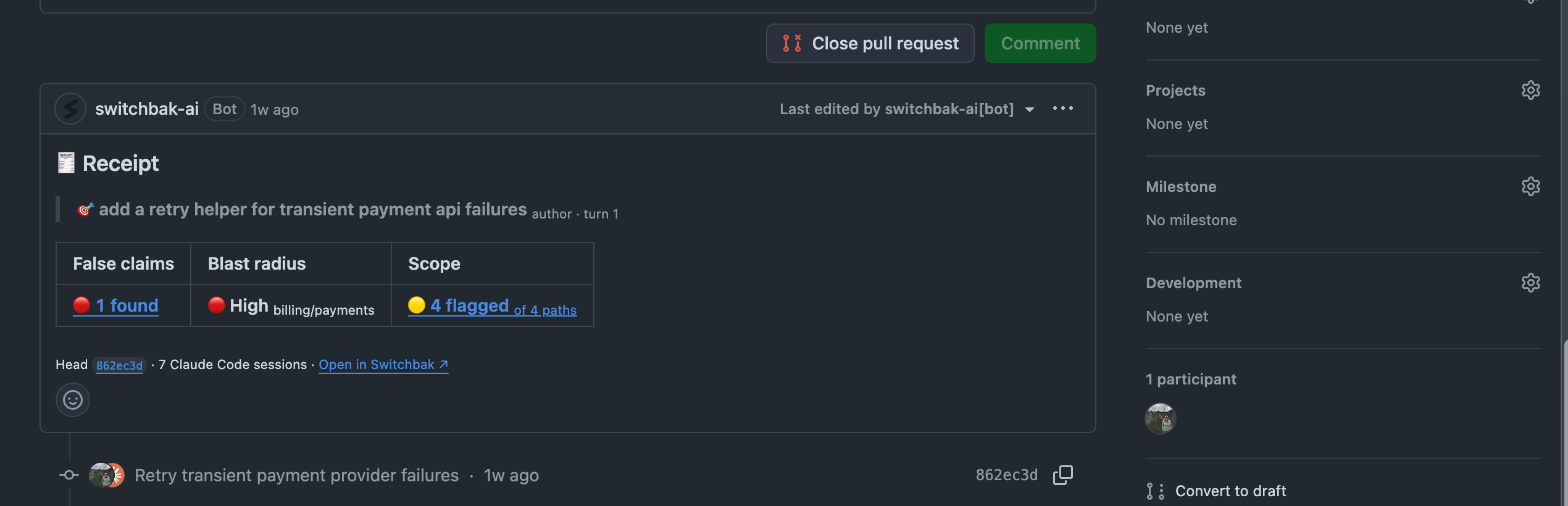 None yet
Close pull request
Comment
switchbak-ai Bot 1w ago
Last edited by switchbak-ai[bot]
Projects
None yet
Receipt
add a retry helper for transient payment api failures author · turn 1
Milestone
No milestone
False claims Blast radius Scope
1 found High billing/payments 4 flagged of 4 paths
Development
None yet
Head 862ec3d · 7 Claude Code sessions · Open in Switchbak ↗
1 participant
Retry transient payment provider failures · 1w ago
862ec3d
Convert to draft